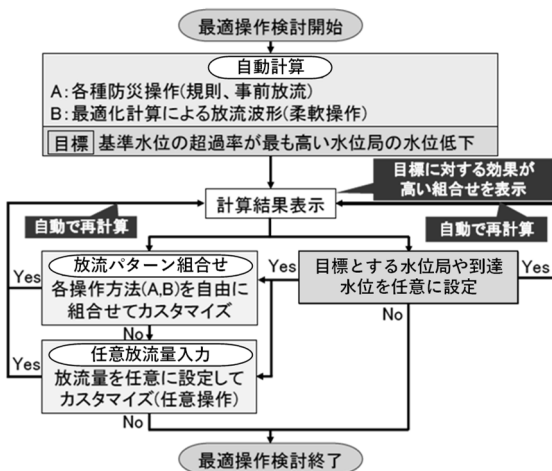 最適操作検討開始
自動計算
A:各種防災操作(規則、事前放流)
B:最適化計算による放流波形(柔軟操作)
目標 基準水位の超過率が最も高い水位局の水位低下
目標に対する効果が
高い組合せを表示
計算結果表示
自動で再計算
自動で再計算
放流パターン組合せ
Yes
各操作方法(A,B)を自由に
組合せてカスタマイズ
Yes
目標とする水位局や到達
水位を任意に設定
Yes
No
No
任意放流量入力
Yes
放流量を任意に設定して
カスタマイズ(任意操作)
No
最適操作検討終了